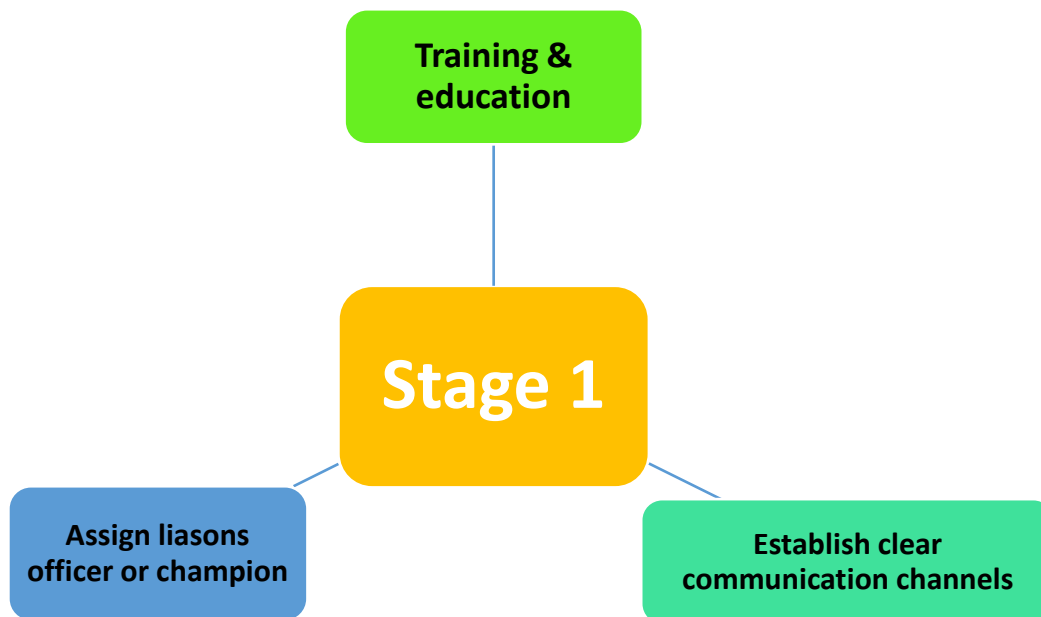 Training &
education
Stage 1
Assign liasons
officer or champion
Establish clear
communication channels